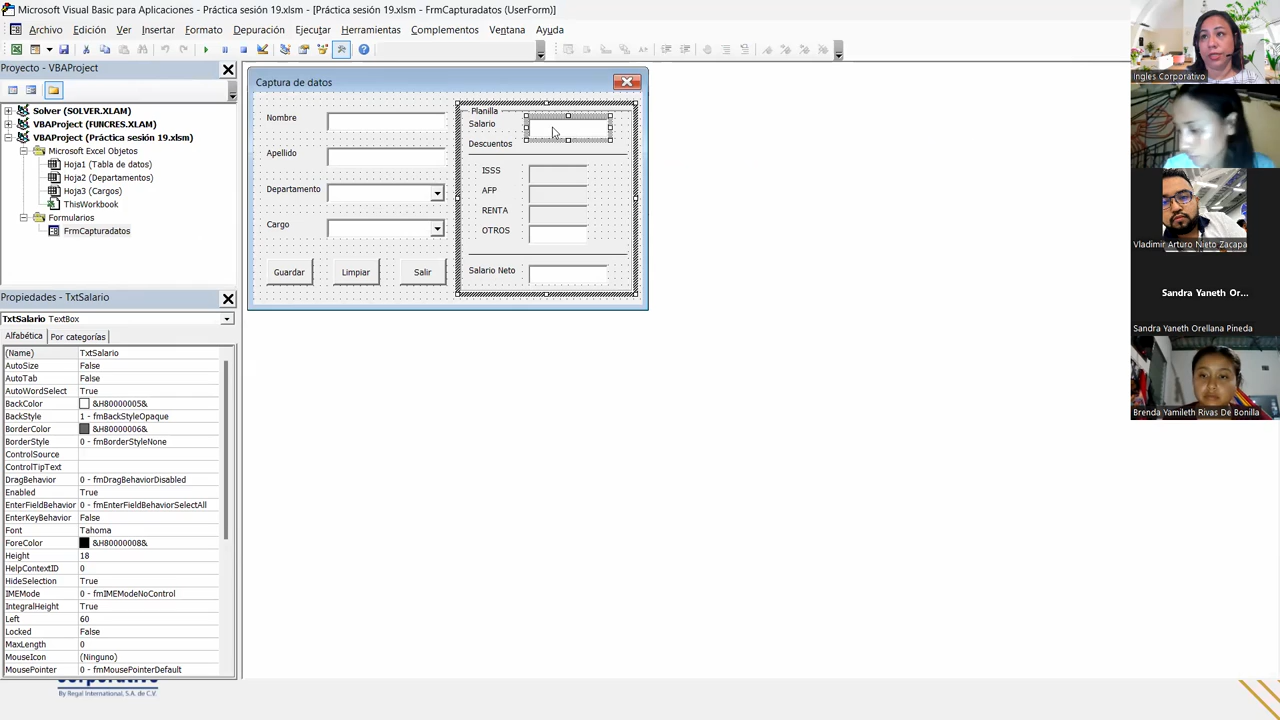 Microsoft Visual Basic para Aplicaciones - Práctica sesión 19.xlsm - [Práctica sesión 19.xlsm - FrmCapturadatos (UserForm)]
Archivo Edición Ver Insertar Formato Depuración Ejecutar Herramientas Complementos Ventana Ayuda
Proyecto - VBAProject
Solver (SOLVER.XLAM)
VBAProject (FUNCRES.XLAM)
VBAProject (Práctica sesión 19.xlsm)
Microsoft Excel Objetos
Hoja1 (Tabla de datos)
Hoja2 (Departamentos)
Hoja3 (Cargos)
ThisWorkbook
Formularios
FrmCapturadatos
Propiedades - TxtSalario
TxtSalario TextBox
Alfabética Por categorías
(Name) TxtSalario
AutoSize False
AutoTab False
AutoWordSelect True
BackColor &H80000005&
BackStyle 1 - fmBackStyleOpaque
BorderColor &H80000006&
BorderStyle 0 - fmBorderStyleNone
ControlSource
ControlTipText
DragBehavior 0 - fmDragBehaviorDisabled
Enabled True
EnterFieldBehavior 0 - fmEnterFieldBehaviorSelectAll
EnterKeyBehavior False
Font Tahoma
ForeColor &H80000008&
Height 18
HelpContextID 0
HideSelection True
IMEMode 0 - fmIMEModeNoControl
IntegralHeight True
Left 60
Locked False
MaxLength 0
MouseIcon (Ninguno)
MousePointer 0 - fmMousePointerDefault
Captura de datos
Nombre
Apellido
Departamento
Cargo
Guardar Limpiar Salir
Planilla
Salario
Descuentos
ISSS
AFP
RENTA
OTROS
Salario Neto
Ingles Corporativo
Vladimir Arturo Nieto Zacapa
Sandra Yaneth Or...
Sandra Yaneth Orellana Pineda
Brenda Yamileth Rivas De Bonilla
By Regal International, S.A. de C.V.